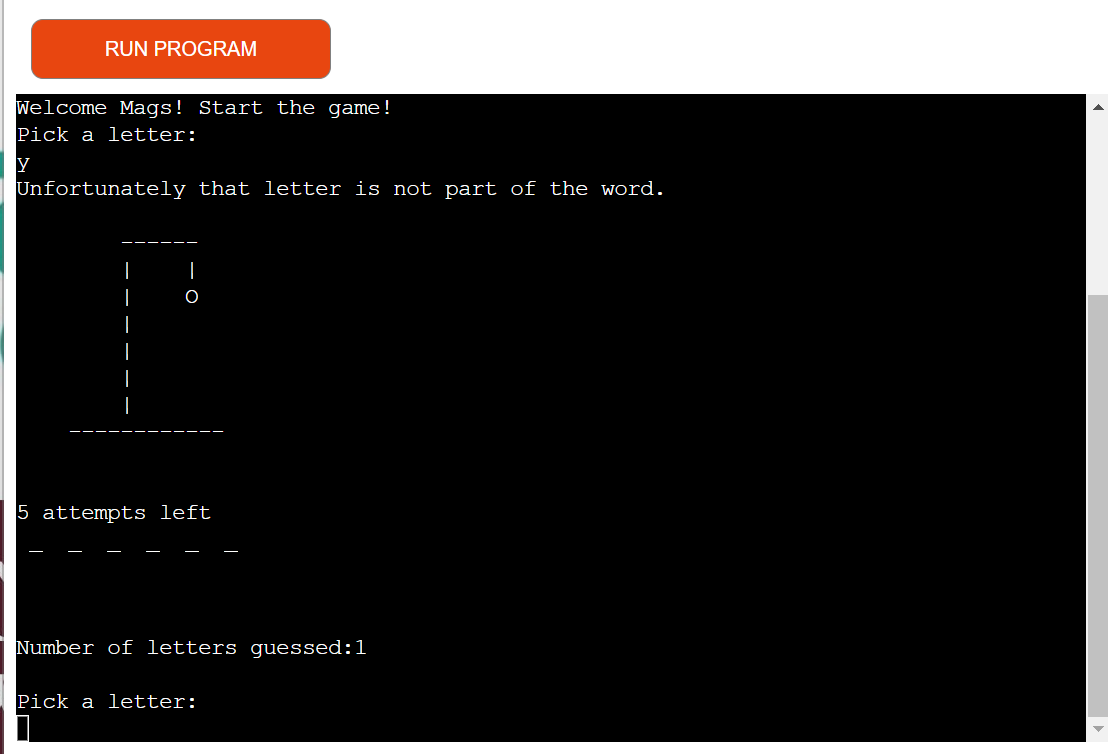 RUN PROGRAM
Welcome Mags! Start the game!
Pick a letter:
y
Unfortunately that letter is not part of the word.
------
|    |
|    O
|
|
|
|
------------
5 attempts left
_  _  _  _  _  _
Number of letters guessed:1
Pick a letter: